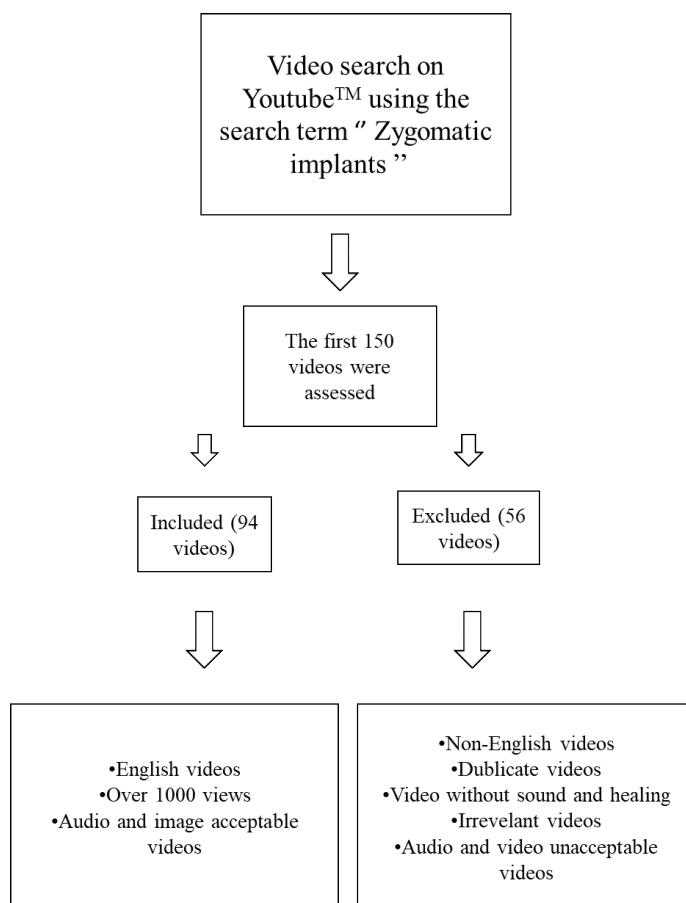 Video search on
Youtube™ using the
search term “ Zygomatic
implants ”
The first 150
videos were
assessed
Included (94
videos)
Excluded (56
videos)
•English videos
•Over 1000 views
•Audio and image acceptable
videos
•Non-English videos
•Dublicate videos
•Video without sound and healing
•Irrevelant videos
•Audio and video unacceptable
videos